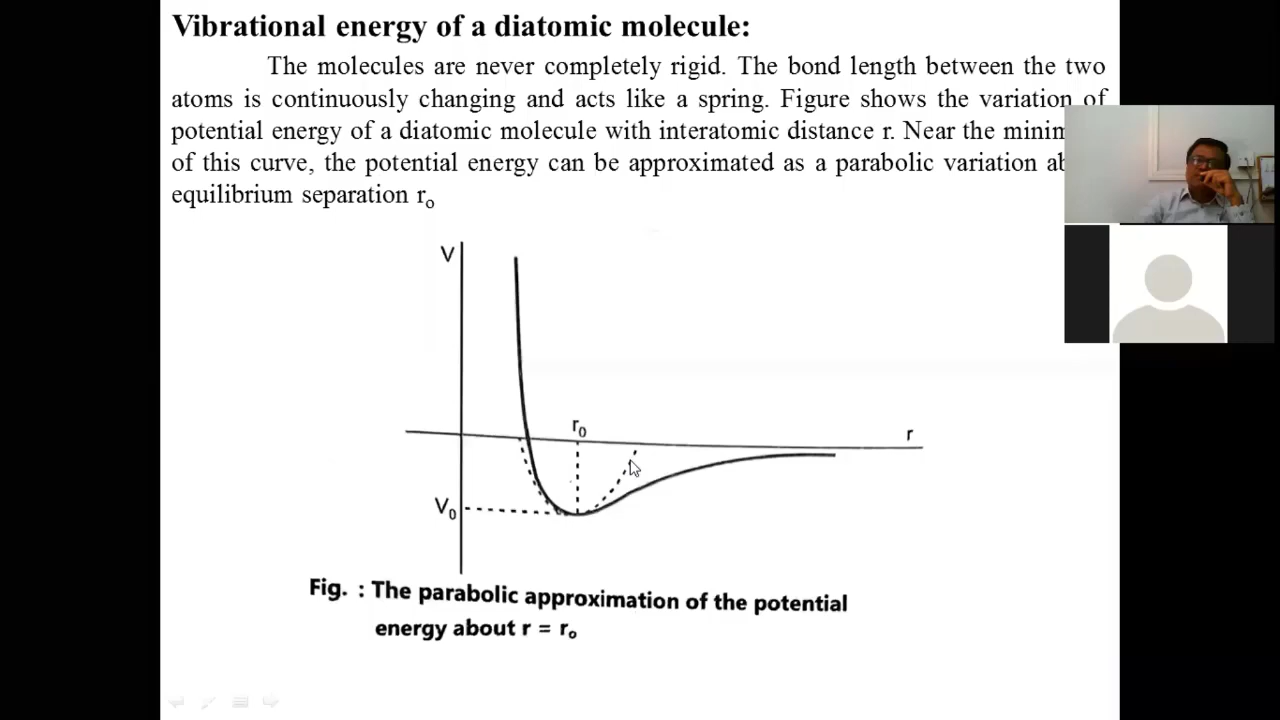 Vibrational energy of a diatomic molecule:
The molecules are never completely rigid. The bond length between the two
atoms is continuously changing and acts like a spring. Figure shows the variation of
potential energy of a diatomic molecule with interatomic distance r. Near the minim
of this curve, the potential energy can be approximated as a parabolic variation
equilibrium separation rₒ
V
r₀
r
V₀
Fig. : The parabolic approximation of the potential
energy about r = rₒ